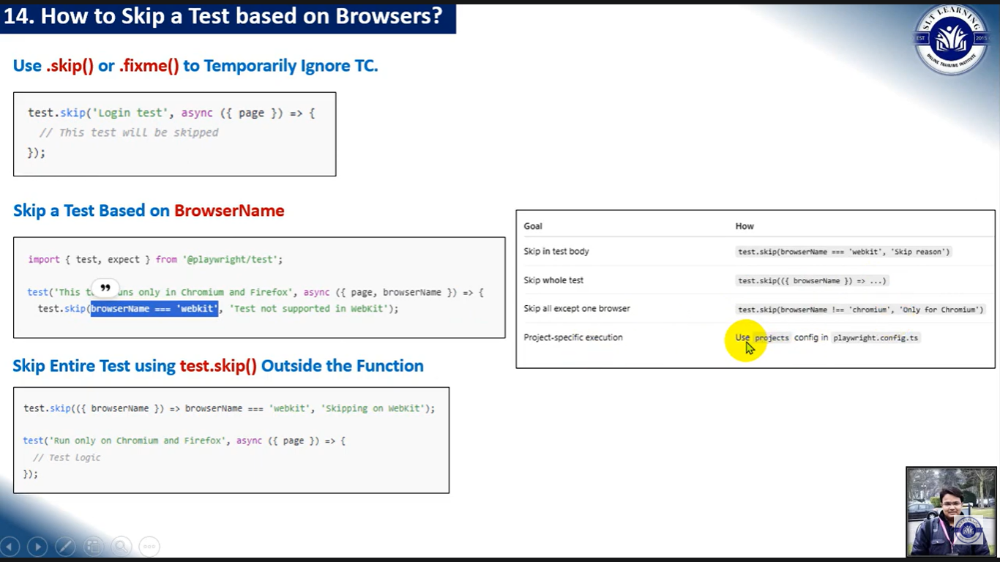 14. How to Skip a Test based on Browsers?
SLT LEARNING
EST
2015
ONLINE TRAINING INSTITUTE
Use .skip() or .fixme() to Temporarily Ignore TC.
test.skip('Login test', async ({ page }) => {
// This test will be skipped
});
Skip a Test Based on BrowserName
import { test, expect } from '@playwright/test';
test('This t uns only in Chromium and Firefox', async ({ page, browserName }) => {
test.skip(browserName === 'webkit', 'Test not supported in WebKit');
Skip Entire Test using test.skip() Outside the Function
test.skip(({ browserName }) => browserName === 'webkit', 'Skipping on WebKit');
test('Run only on Chromium and Firefox', async ({ page }) => {
// Test logic
});
Goal How
Skip in test body test.skip(browserName === 'webkit', 'Skip reason')
Skip whole test test.skip(({ browserName }) => ...)
Skip all except one browser test.skip(browserName !== 'chromium', 'Only for Chromium')
Project-specific execution Use projects config in playwright.config.ts